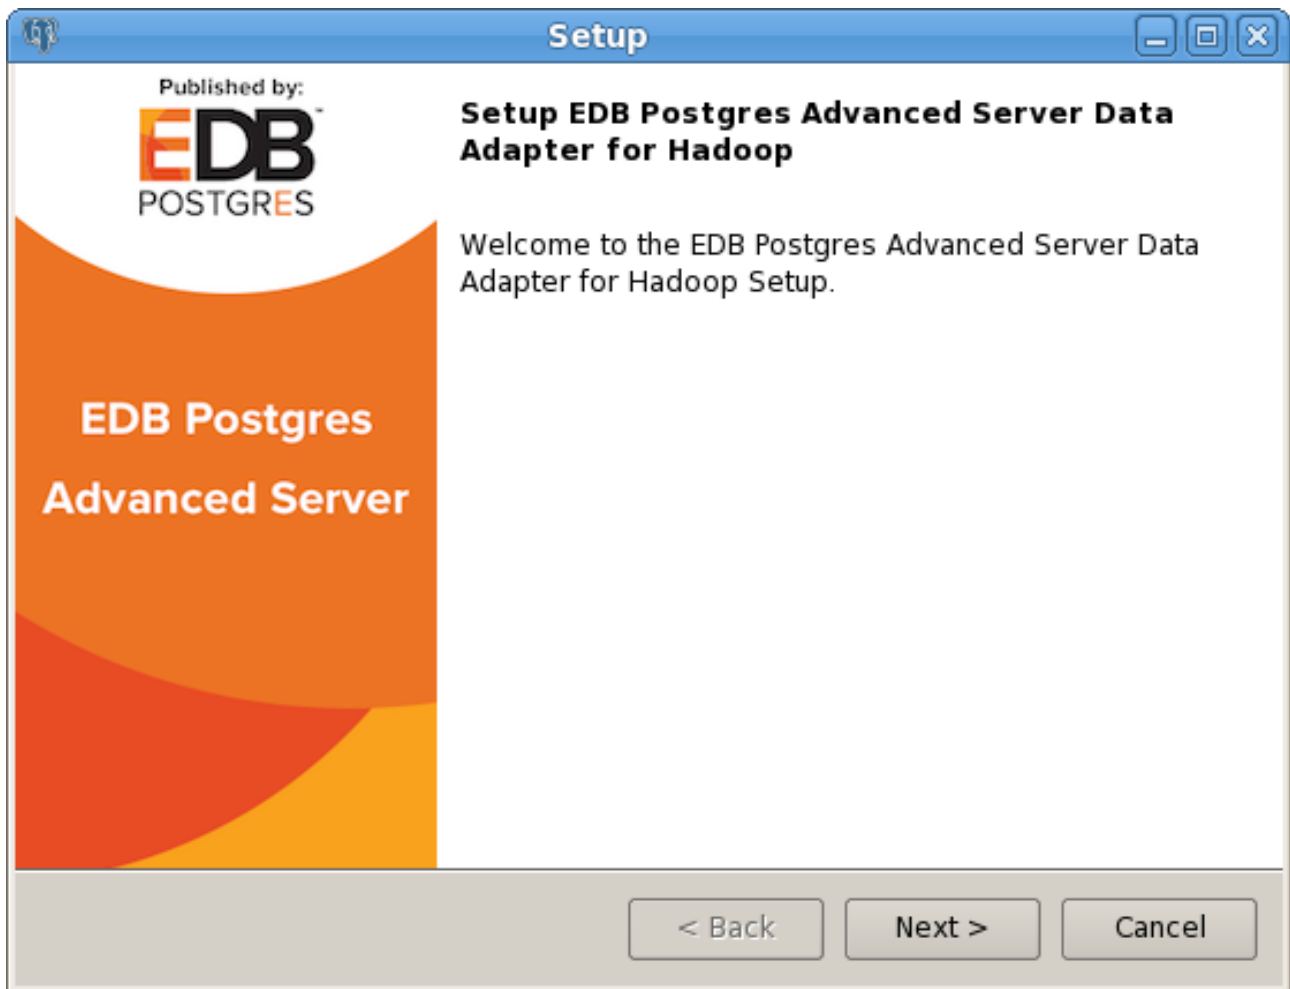 Setup
Published by:
EDB™
POSTGRES
EDB Postgres
Advanced Server
Setup EDB Postgres Advanced Server Data
Adapter for Hadoop
Welcome to the EDB Postgres Advanced Server Data
Adapter for Hadoop Setup.
< Back
Next >
Cancel